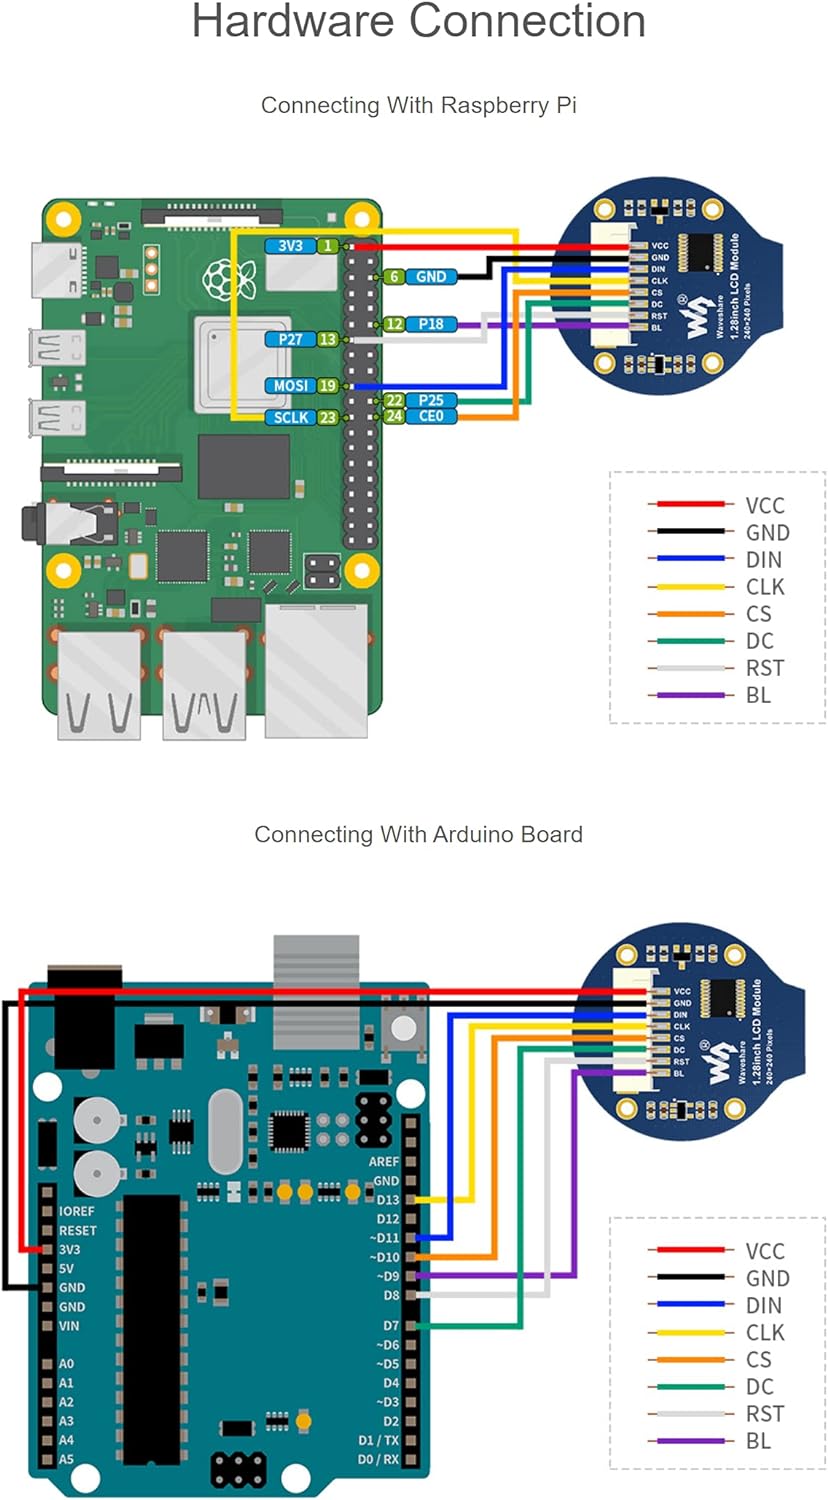 Hardware Connection
Connecting With Raspberry Pi
3V3 1
6 GND
12 P18
P27 13
MOSI 19
22 P25
SCLK 23
24 CE0
VCC
GND
DIN
CLK
CS
DC
RST
BL
Waveshare
1.28inch LCD Module
240×240 Pixels
VCC
GND
DIN
CLK
CS
DC
RST
BL
Connecting With Arduino Board
VCC
GND
DIN
CLK
CS
DC
RST
BL
Waveshare
1.28inch LCD Module
240×240 Pixels
IOREF
RESET
3V3
5V
GND
GND
VIN
A0
A1
A2
A3
A4
A5
AREF
GND
D13
D12
~D11
~D10
~D9
D8
D7
~D6
~D5
D4
~D3
D2
D1 / TX
D0 / RX
VCC
GND
DIN
CLK
CS
DC
RST
BL